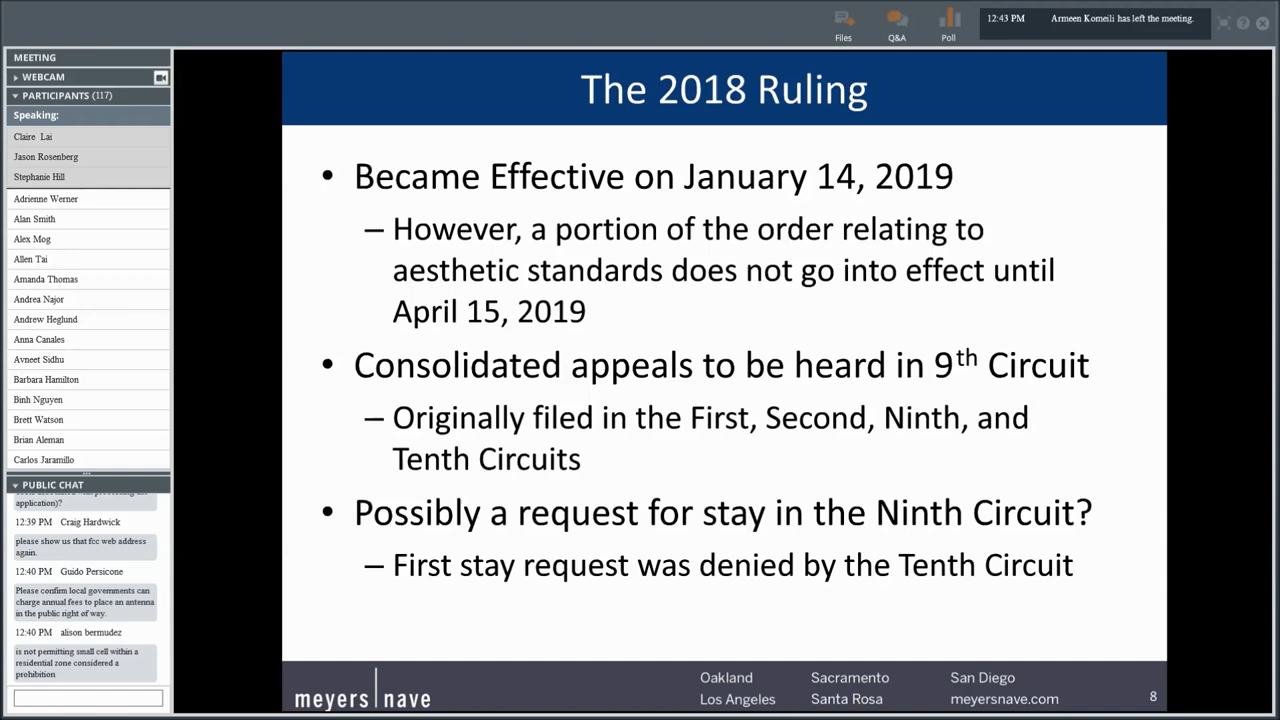 Files
Q&A
Poll
12:43 PM Armeen Komeili has left the meeting.
MEETING
WEBCAM
PARTICIPANTS (117)
Speaking:
Claire Lai
Jason Rosenberg
Stephanie Hill
Adrienne Werner
Alan Smith
Alex Mog
Allen Tai
Amanda Thomas
Andrea Najor
Andrew Heglund
Anna Canales
Avneet Sidhu
Barbara Hamilton
Binh Nguyen
Brett Watson
Brian Aleman
Carlos Jaramillo
PUBLIC CHAT
application)?
12:39 PM Craig Hardwick
please show us that fcc web address
again.
12:40 PM Guido Persicone
Please confirm local governments can
charge annual fees to place an antenna
in the public right of way.
12:40 PM alison bermudez
is not permitting small cell within a
residential zone considered a
prohibition
The 2018 Ruling
• Became Effective on January 14, 2019
– However, a portion of the order relating to
aesthetic standards does not go into effect until
April 15, 2019
• Consolidated appeals to be heard in 9th Circuit
– Originally filed in the First, Second, Ninth, and
Tenth Circuits
• Possibly a request for stay in the Ninth Circuit?
– First stay request was denied by the Tenth Circuit
meyers nave
Oakland Sacramento San Diego
Los Angeles Santa Rosa meyersnave.com
8